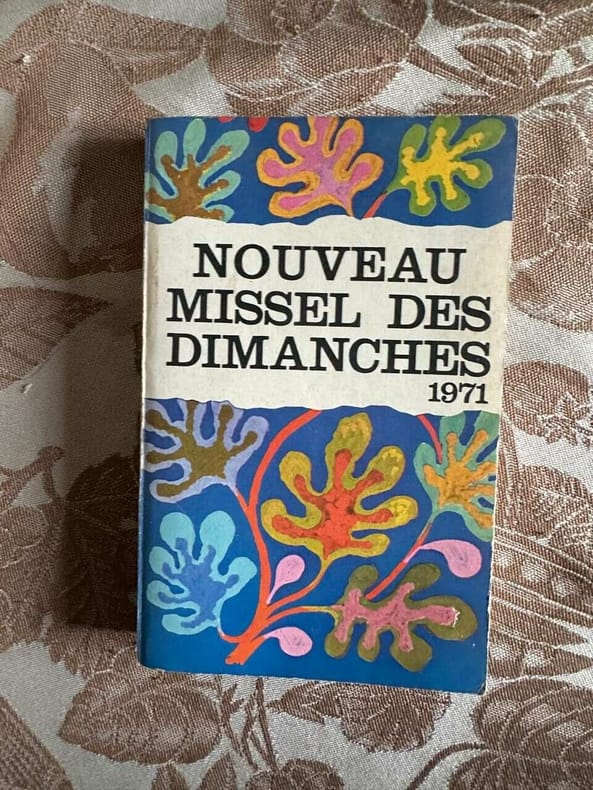 NOUVEAU
MISSEL DES
DIMANCHES
1971